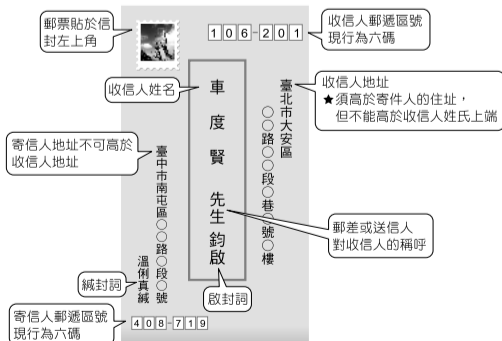 郵票貼於信
封左上角
106-201
收信人郵遞區號
現行為六碼
收信人姓名
車度賢 先生 鈞啟
臺北市大安區
○○路○○段○巷○號○樓
收信人地址
★須高於寄件人的住址，
但不能高於收信人姓氏上端
寄信人地址不可高於
收信人地址
臺中市南屯區○○路○段○號
溫俐真緘
郵差或送信人
對收信人的稱呼
緘封詞
啟封詞
寄信人郵遞區號
現行為六碼
408-719